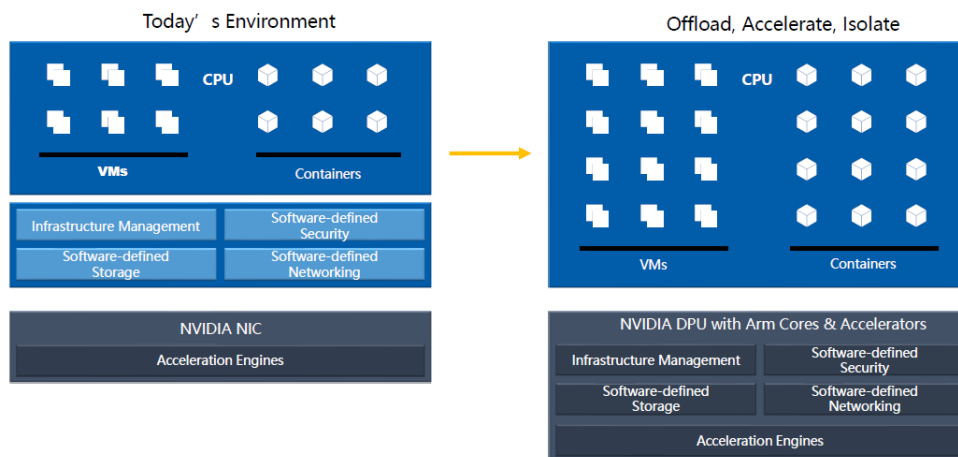 Today’ s Environment
CPU
VMs
Containers
Infrastructure Management
Software-defined
Security
Software-defined
Storage
Software-defined
Networking
NVIDIA NIC
Acceleration Engines
Offload, Accelerate, Isolate
CPU
VMs
Containers
NVIDIA DPU with Arm Cores & Accelerators
Infrastructure Management
Software-defined
Security
Software-defined
Storage
Software-defined
Networking
Acceleration Engines